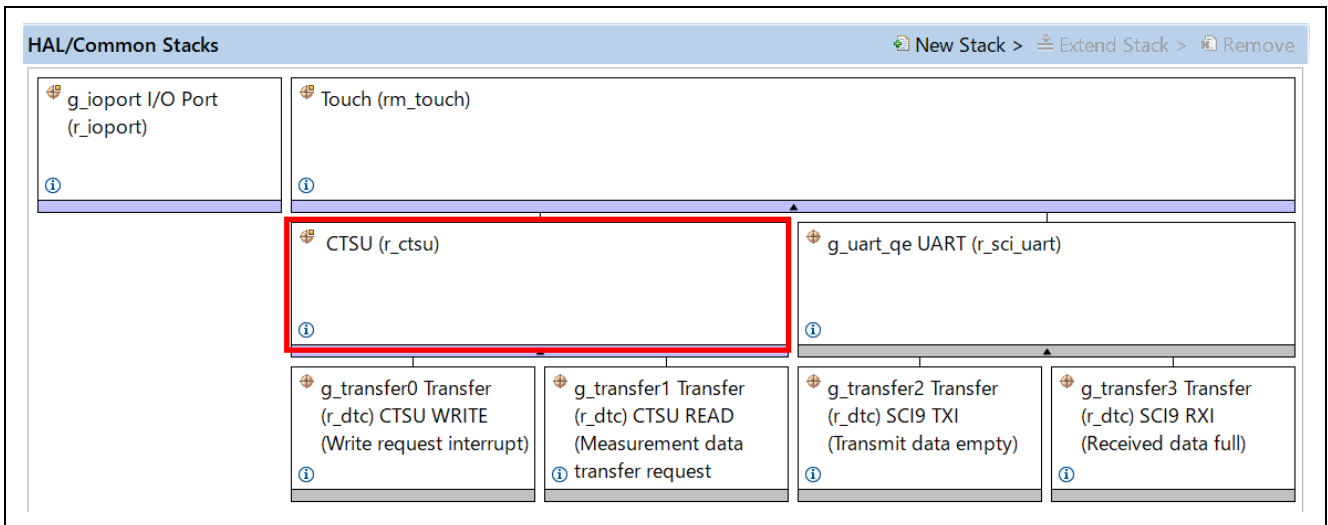 HAL/Common Stacks
New Stack > Extend Stack > Remove
g_ioport I/O Port
(r_ioport)
Touch (rm_touch)
CTSU (r_ctsu)
g_uart_qe UART (r_sci_uart)
g_transfer0 Transfer
(r_dtc) CTSU WRITE
(Write request interrupt)
g_transfer1 Transfer
(r_dtc) CTSU READ
(Measurement data
transfer request
g_transfer2 Transfer
(r_dtc) SCI9 TXI
(Transmit data empty)
g_transfer3 Transfer
(r_dtc) SCI9 RXI
(Received data full)